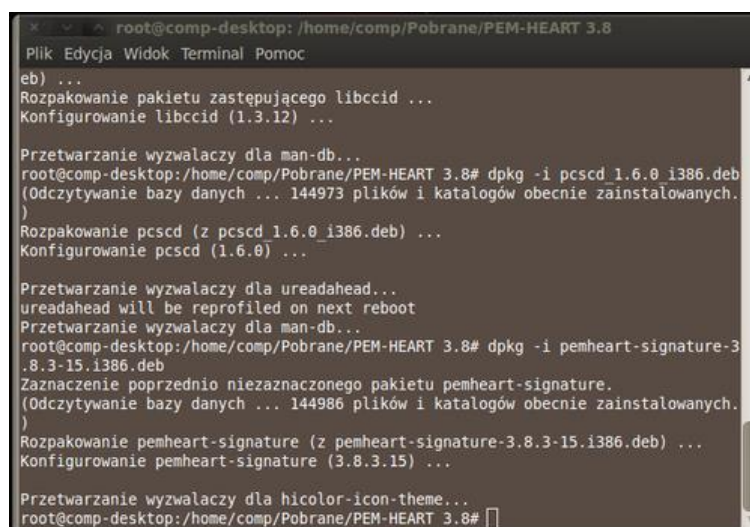 root@comp-desktop: /home/comp/Pobrane/PEM-HEART 3.8
Plik Edycja Widok Terminal Pomoc
eb) ...
Rozpakowanie pakietu zastępującego libccid ...
Konfigurowanie libccid (1.3.12) ...
Przetwarzanie wyzwalaczy dla man-db...
root@comp-desktop:/home/comp/Pobrane/PEM-HEART 3.8# dpkg -i pcscd_1.6.0_i386.deb
(Odczytywanie bazy danych ... 144973 plików i katalogów obecnie zainstalowanych.
)
Rozpakowanie pcscd (z pcscd_1.6.0_i386.deb) ...
Konfigurowanie pcscd (1.6.0) ...
Przetwarzanie wyzwalaczy dla ureadahead...
ureadahead will be reprofiled on next reboot
Przetwarzanie wyzwalaczy dla man-db...
root@comp-desktop:/home/comp/Pobrane/PEM-HEART 3.8# dpkg -i pemheart-signature-3
.8.3-15.i386.deb
Zaznaczenie poprzednio niezaznaczonego pakietu pemheart-signature.
(Odczytywanie bazy danych ... 144986 plików i katalogów obecnie zainstalowanych.
)
Rozpakowanie pemheart-signature (z pemheart-signature-3.8.3-15.i386.deb) ...
Konfigurowanie pemheart-signature (3.8.3.15) ...
Przetwarzanie wyzwalaczy dla hicolor-icon-theme...
root@comp-desktop:/home/comp/Pobrane/PEM-HEART 3.8#